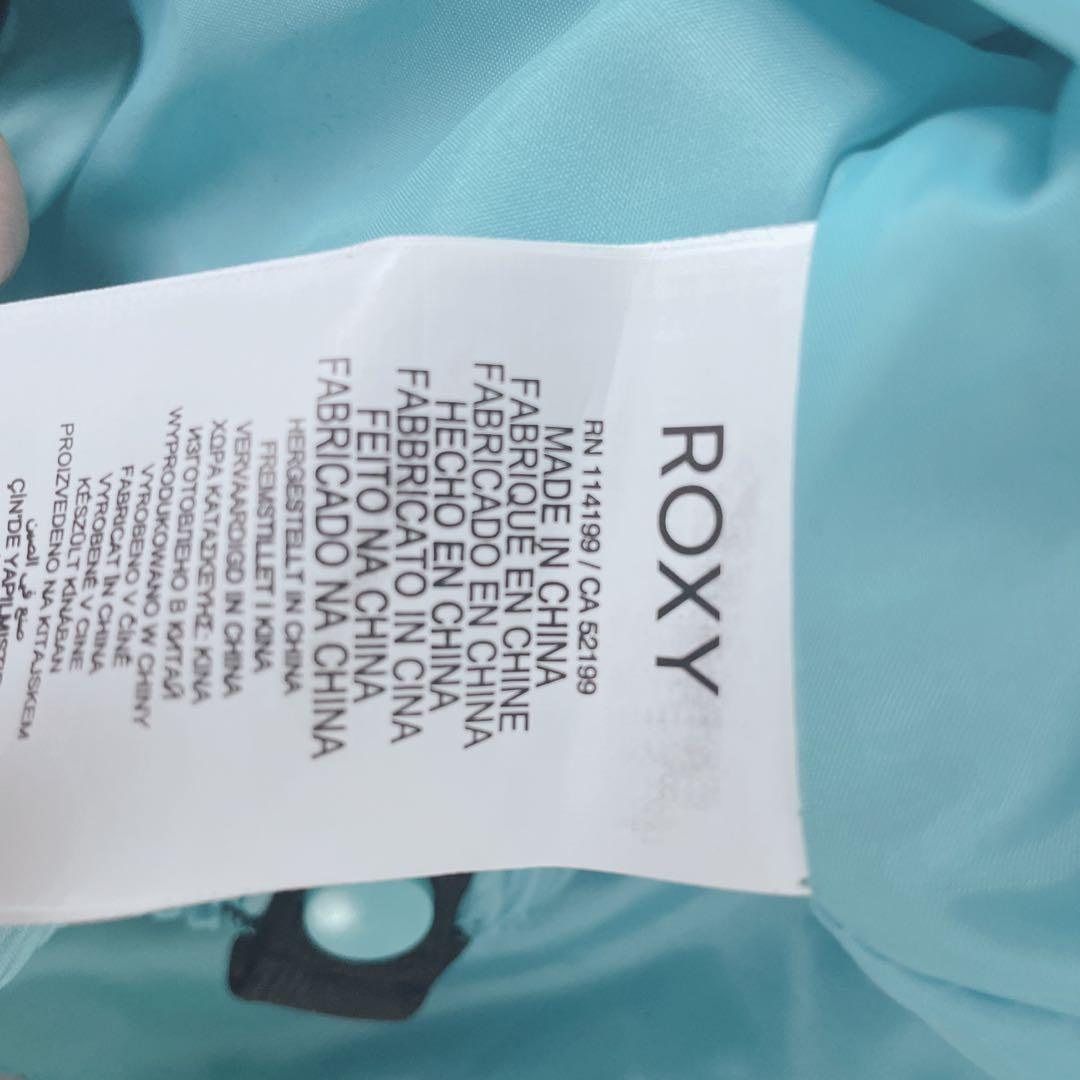 ROXY
RN 114199 / CA 52199
MADE IN CHINA
FABRIQUÉ EN CHINE
FABRICADO EN CHINA
HECHO EN CHINA
FABBRICATO IN CINA
FEITO NA CHINA
FABRICADO NA CHINA
HERGESTELLT IN CHINA
FREMSTILLET I KINA
VERVAARDIGD IN CHINA
ΧΩΡΑ ΚΑΤΑΣΚΕΥΗΣ: ΚΙΝΑ
ИЗГОТОВЛЕНО В КИТАЙ
WYPRODUKOWANO W CHINY
VYROBENO V ČÍNĚ
FABRICAT ÎN CHINA
VYROBENÉ V CINE
KÉSZÜLT KÍNÁBAN
PROIZVEDENO NA KITAJSKEM
صنع في الصين
ÇİN'DE